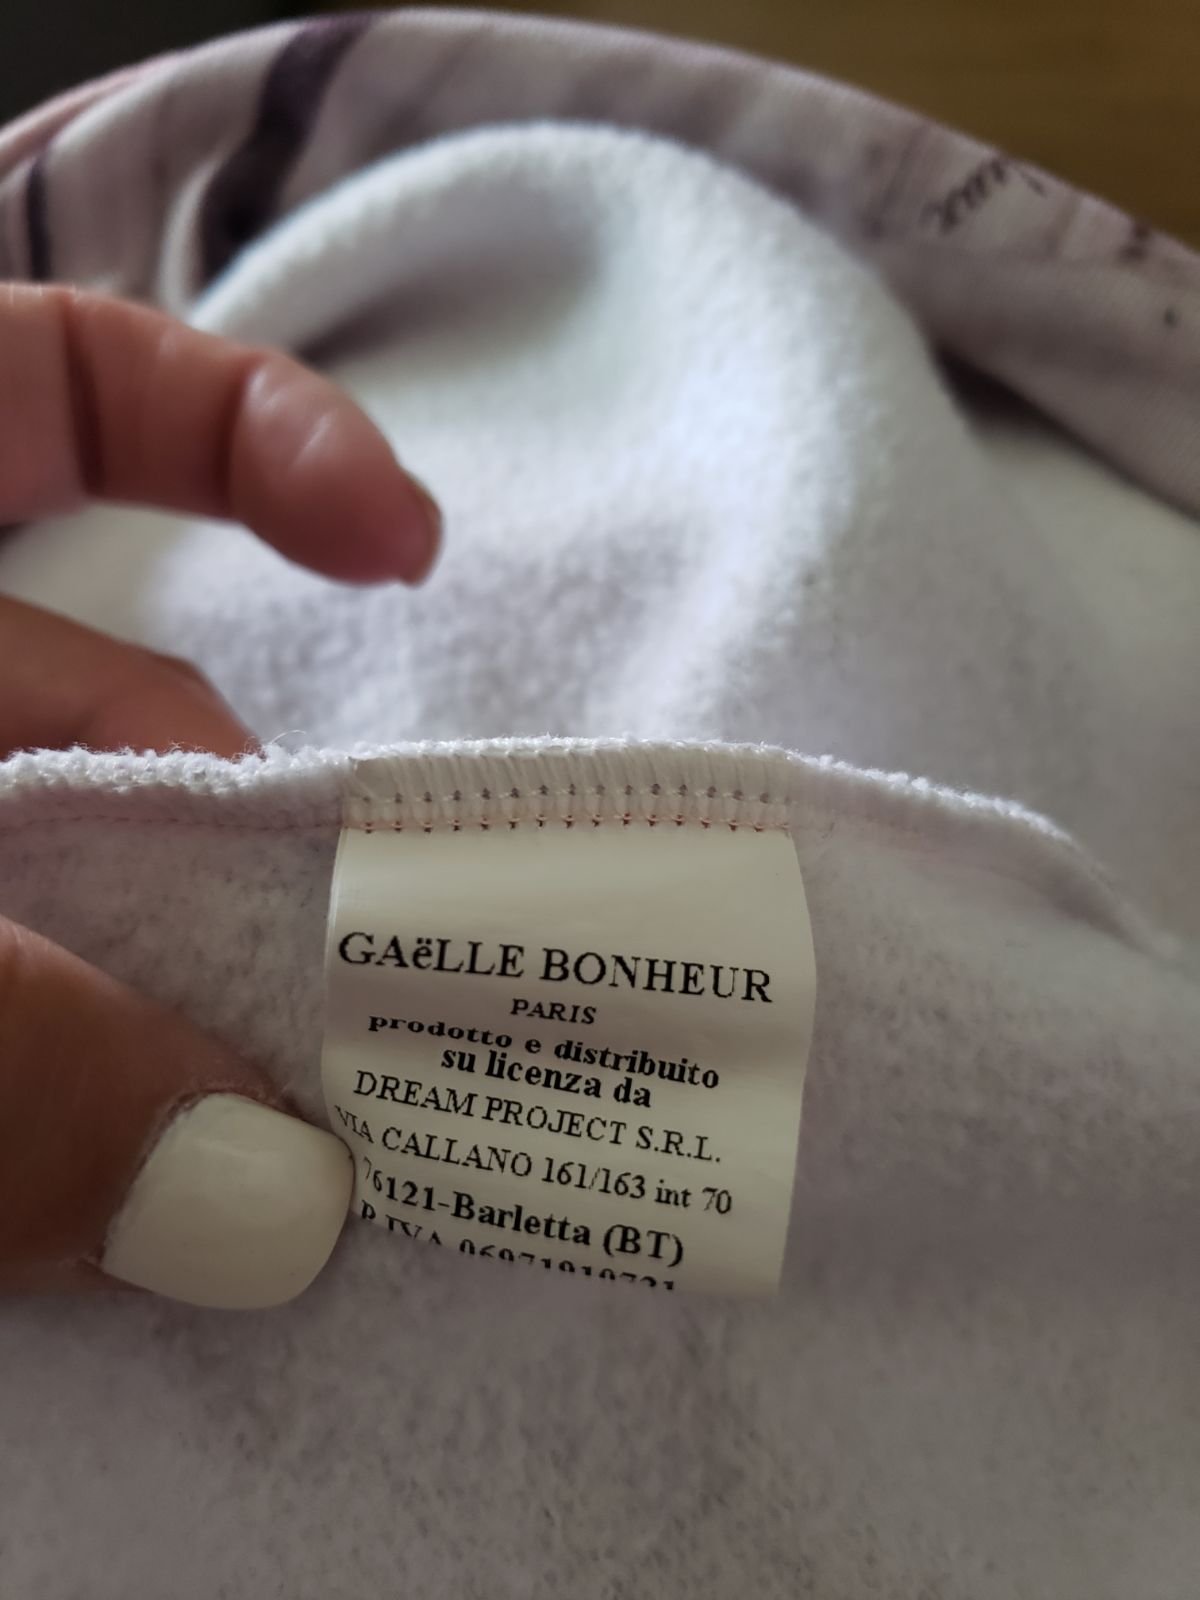 GAëLLE BONHEUR
PARIS
prodotto e distribuito
su licenza da
DREAM PROJECT S.R.L.
VIA CALLANO 161/163 int 70
76121-Barletta (BT)
P.IVA